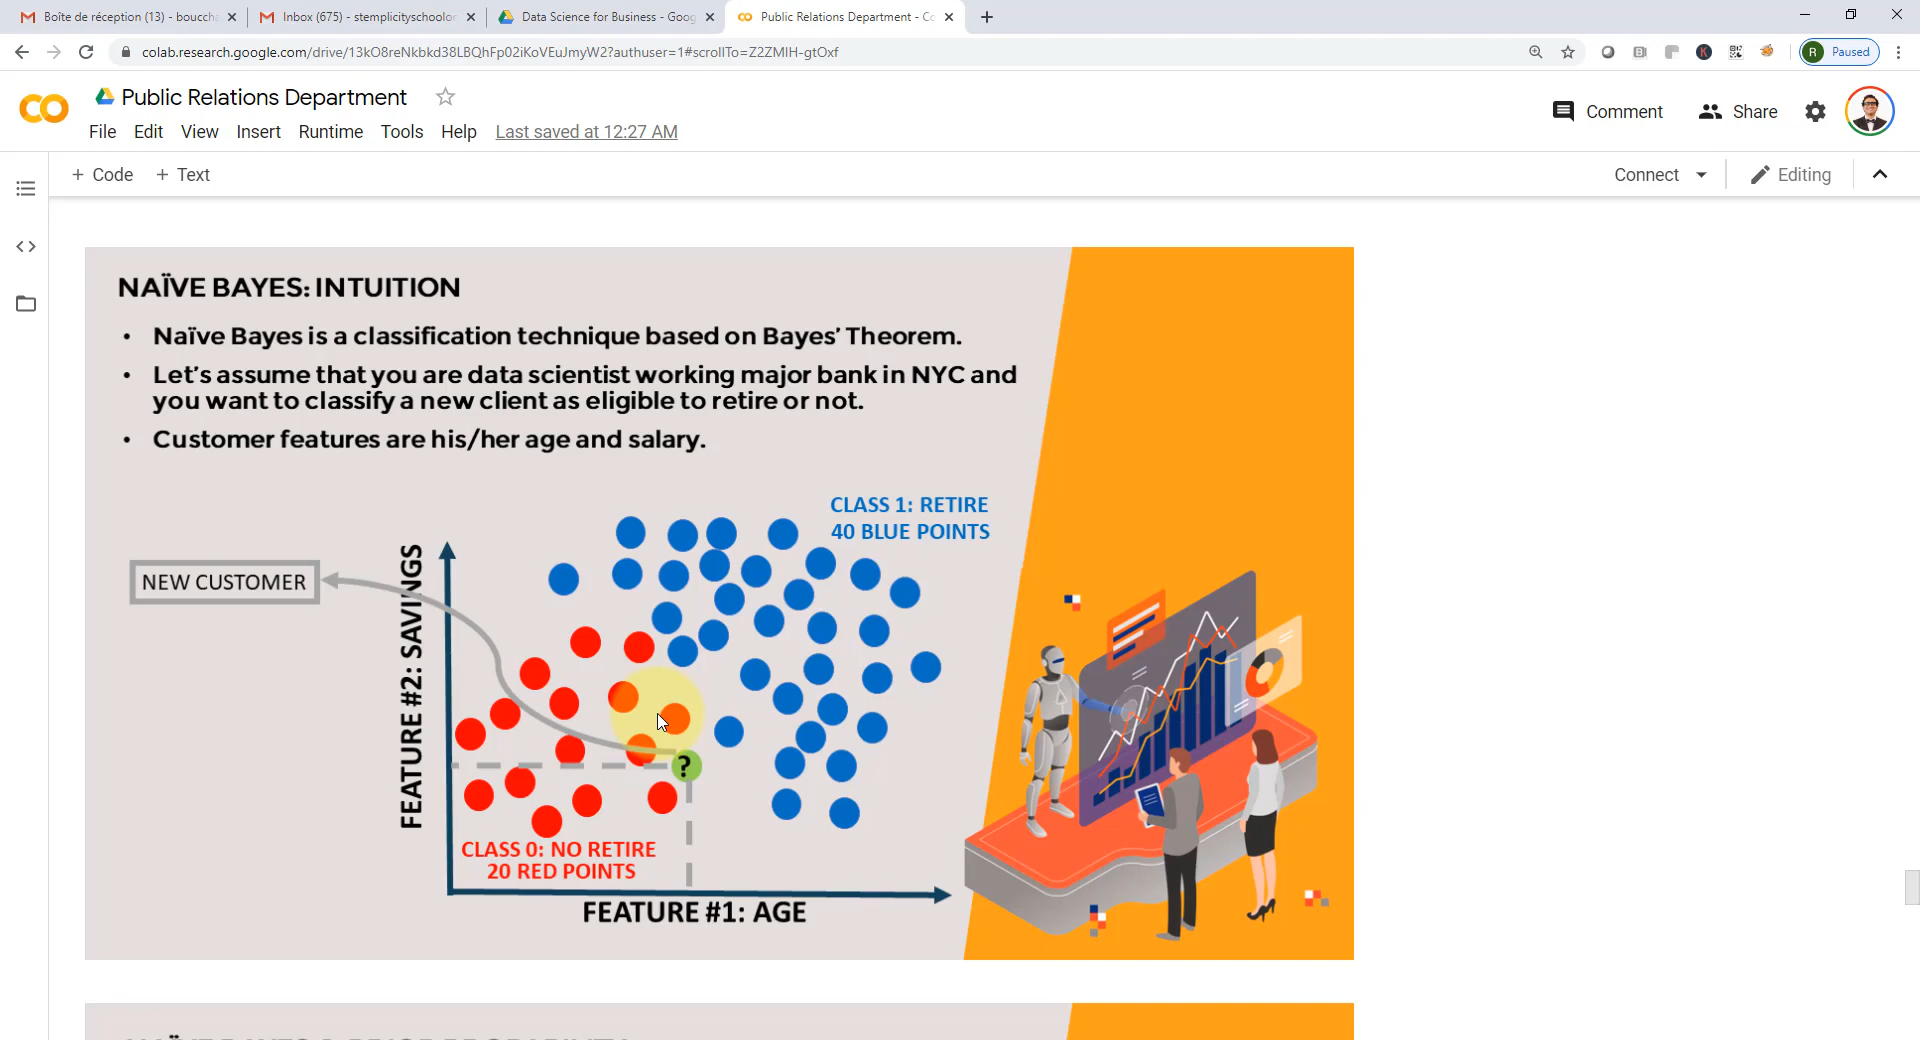 Boîte de réception (13) - bouccha
Inbox (675) - stemplicityschoolor
Data Science for Business - Goog
Public Relations Department - Co
colab.research.google.com/drive/13kO8reNkbkd38LBQhFp02iKoVEuJmyW2?authuser=1#scrollTo=Z2ZMIH-gtOxf
K
R Paused
CO
Public Relations Department
Comment
Share
File Edit View Insert Runtime Tools Help Last saved at 12:27 AM
+ Code + Text
Connect
Editing
NAÏVE BAYES: INTUITION
• Naïve Bayes is a classification technique based on Bayes' Theorem.
• Let's assume that you are data scientist working major bank in NYC and
you want to classify a new client as eligible to retire or not.
• Customer features are his/her age and salary.
CLASS 1: RETIRE
40 BLUE POINTS
NEW CUSTOMER
FEATURE #2: SAVINGS
?
CLASS 0: NO RETIRE
20 RED POINTS
FEATURE #1: AGE